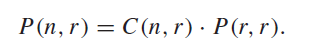 P(n, r) = C(n, r) · P(r, r).